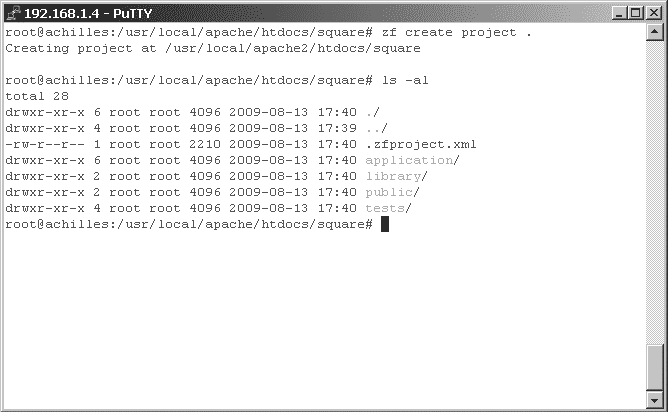 192.168.1.4 - PuTTY
root@achilles:/usr/local/apache/htdocs/square# zf create project .
Creating project at /usr/local/apache2/htdocs/square
root@achilles:/usr/local/apache/htdocs/square# ls -al
total 28
drwxr-xr-x 6 root root 4096 2009-08-13 17:40 ./
drwxr-xr-x 4 root root 4096 2009-08-13 17:39 ../
-rw-r--r-- 1 root root 2210 2009-08-13 17:40 .zfproject.xml
drwxr-xr-x 6 root root 4096 2009-08-13 17:40 application/
drwxr-xr-x 2 root root 4096 2009-08-13 17:40 library/
drwxr-xr-x 2 root root 4096 2009-08-13 17:40 public/
drwxr-xr-x 4 root root 4096 2009-08-13 17:40 tests/
root@achilles:/usr/local/apache/htdocs/square#